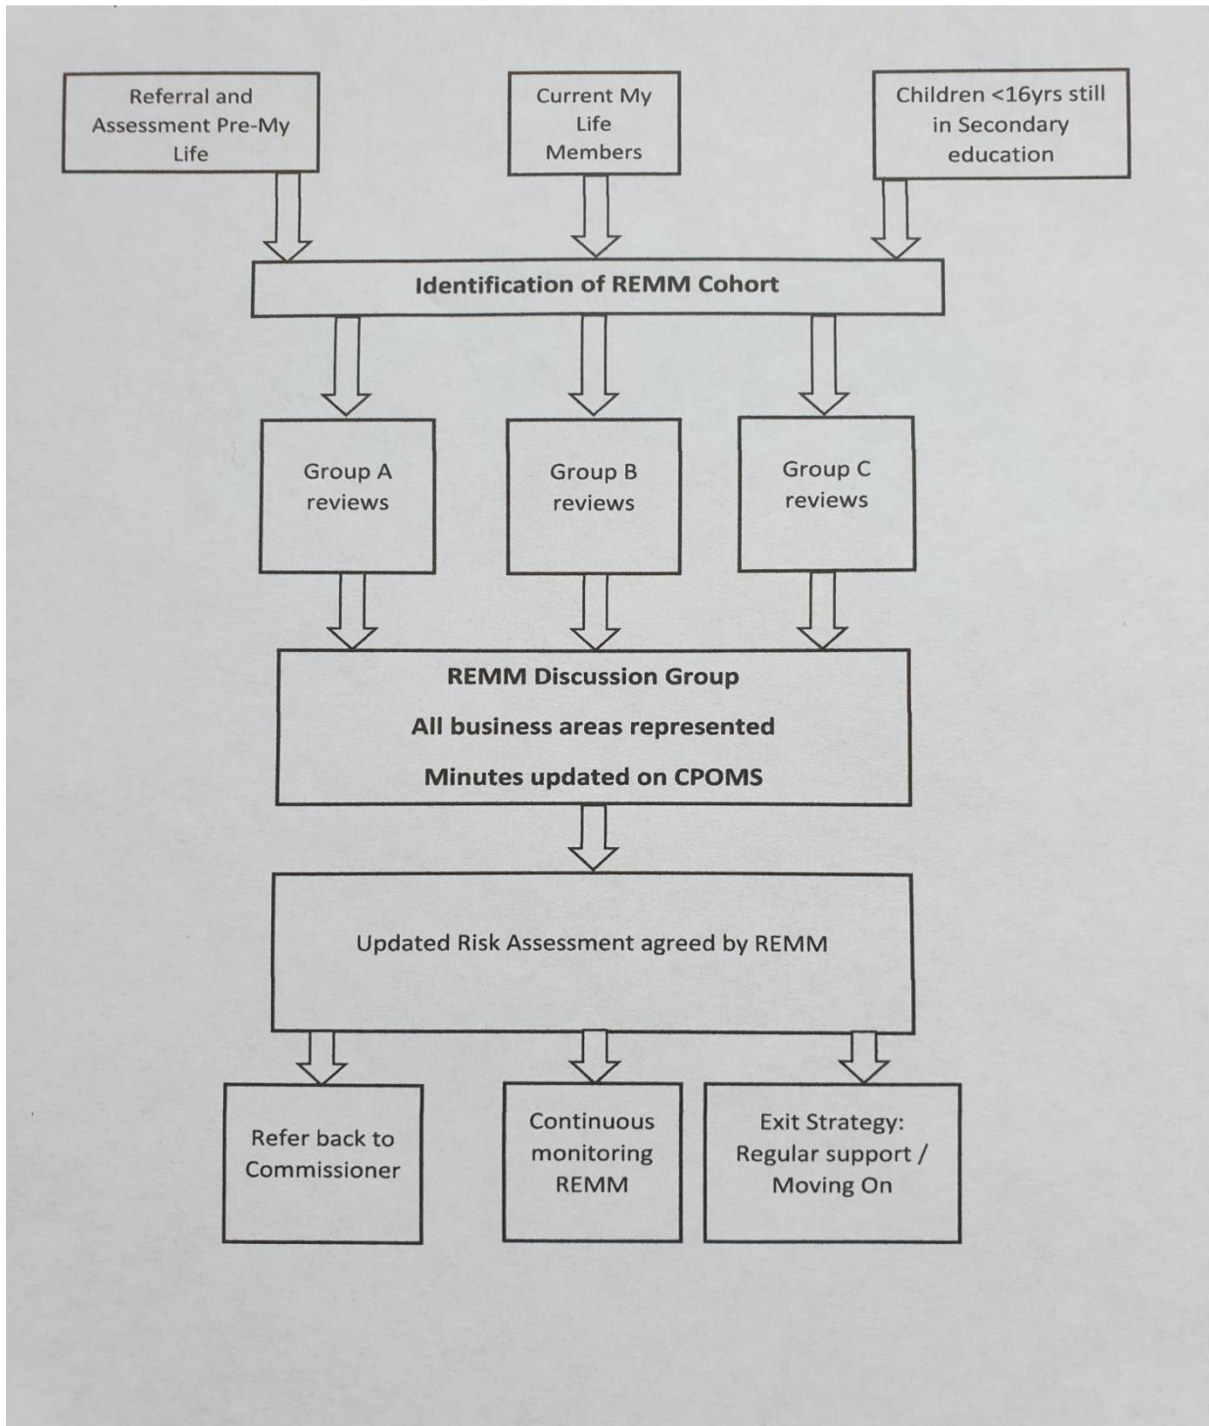 Referral and
Assessment Pre-My
Life
Current My
Life
Members
Children <16yrs still
in Secondary
education
Identification of REMM Cohort
Group A
reviews
Group B
reviews
Group C
reviews
REMM Discussion Group
All business areas represented
Minutes updated on CPOMS
Updated Risk Assessment agreed by REMM
Refer back to
Commissioner
Continuous
monitoring
REMM
Exit Strategy:
Regular support /
Moving On